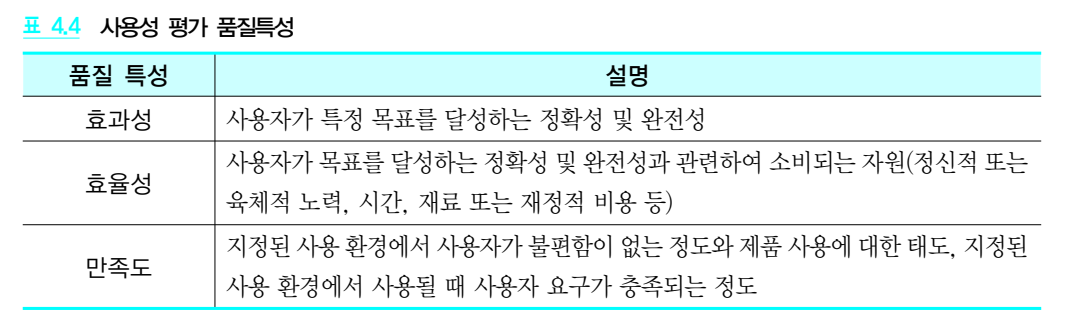 표 4.4 사용성 평가 품질특성
품질 특성 설명
효과성 사용자가 특정 목표를 달성하는 정확성 및 완전성
효율성 사용자가 목표를 달성하는 정확성 및 완전성과 관련하여 소비되는 자원(정신적 또는
육체적 노력, 시간, 재료 또는 재정적 비용 등)
만족도 지정된 사용 환경에서 사용자가 불편함이 없는 정도와 제품 사용에 대한 태도, 지정된
사용 환경에서 사용될 때 사용자 요구가 충족되는 정도